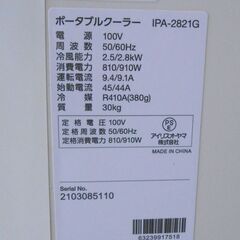 ポータブルクーラー IPA-2821G
電源 100V
周波数 50/60Hz
冷房能力 2.5/2.8kW
消費電力 810/910W
運転電流 9.4/9.1A
始動電流 45/44A
冷媒 R410A(380g)
質量 30kg
定格電圧 100V
定格周波数 50/60Hz
定格消費電力 810/910W
PS
E
アイリスオーヤマ
MADE IN CHINA
Serial No.
2103085110
63239917518